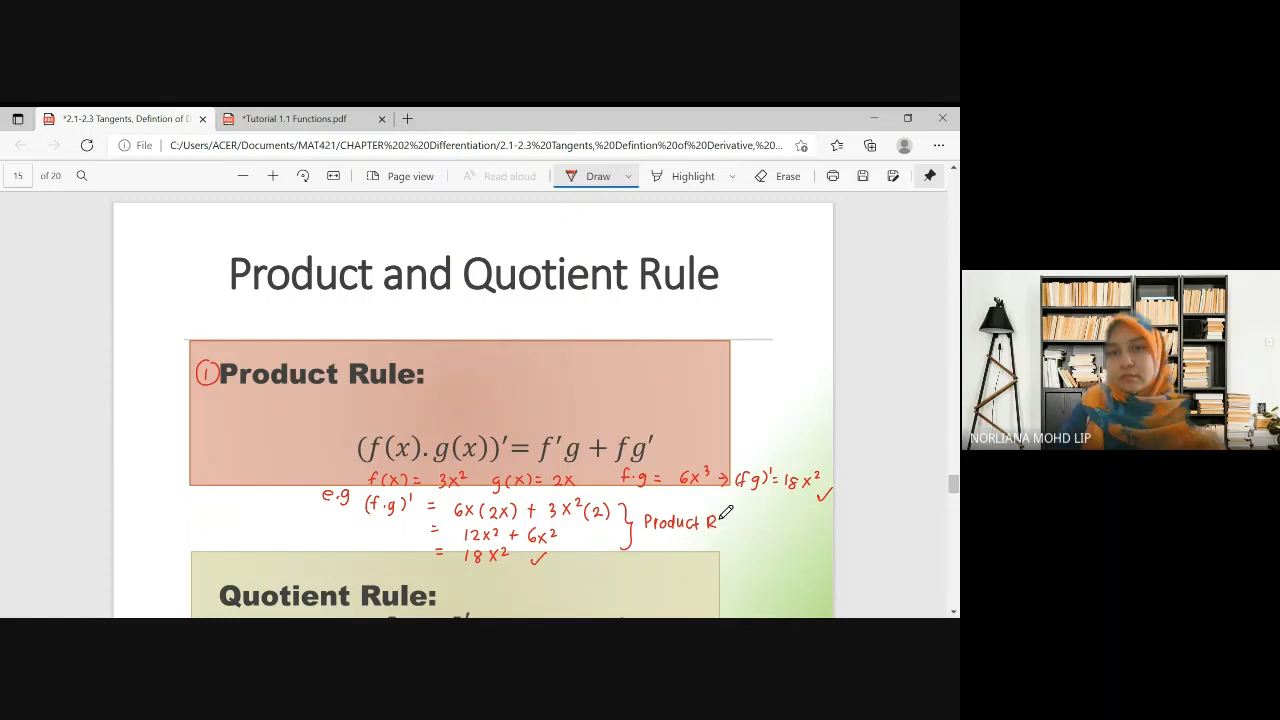 *2.1-2.3 Tangents, Defintion of D
*Tutorial 1.1 Functions.pdf
File C:/Users/ACER/Documents/MAT421/CHAPTER%202%20Differentiation/2.1-2.3%20Tangents,%20Defintion%20of%20Derivative,%20...
15 of 20 Page view Read aloud Draw Highlight Erase
Product and Quotient Rule
① Product Rule:
(f(x).g(x))′= f′g + fg′
f(x) = 3x² g(x) = 2x f·g = 6x³ → (fg)' = 18x² ✓
e.g (f·g)' = 6x(2x) + 3x²(2)
= 12x² + 6x² } Product R
= 18x² ✓
Quotient Rule:
NORLIANA MOHD LIP